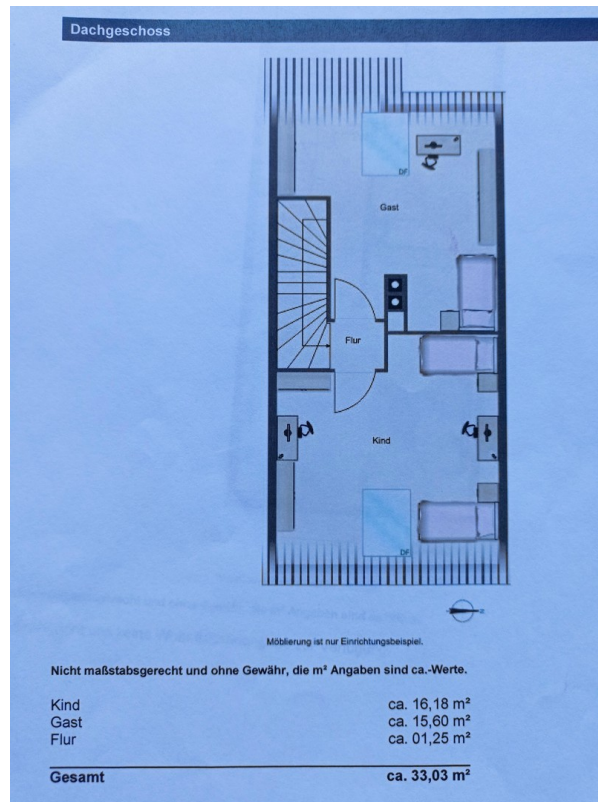 Dachgeschoss
DF
Gast
Flur
Kind
DF
Möblierung ist nur Einrichtungsbeispiel.
Nicht maßstabsgerecht und ohne Gewähr, die m² Angaben sind ca.-Werte.
Kind ca. 16,18 m²
Gast ca. 15,60 m²
Flur ca. 01,25 m²
Gesamt ca. 33,03 m²